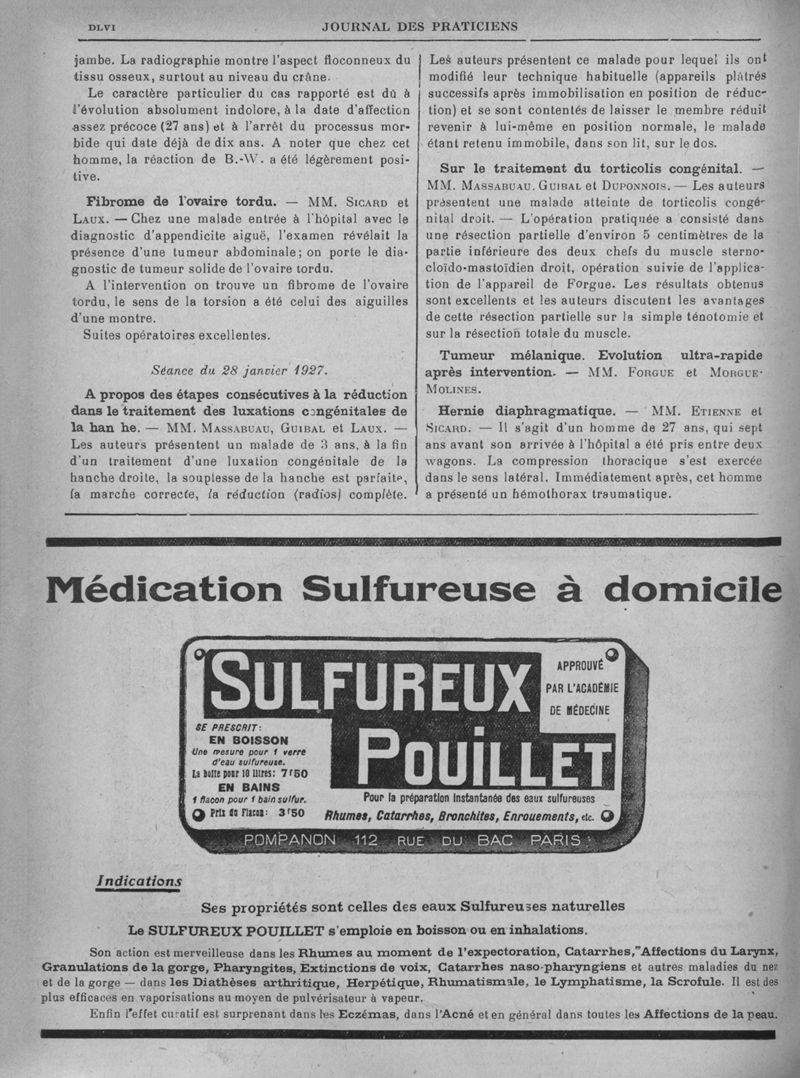 DLVI
JOURNAL DES PRATICIENS
jambe. La radiographie montre l'aspect floconneux du
tissu osseux, surtout au niveau du crâne.
Le caractère particulier du cas rapporté est dû à
l'évolution absolument indolore, à la date d'affection
assez précoce (27 ans) et à l'arrêt du processus mor-
bide qui date déjà de dix ans. A noter que chez cet
homme, la réaction de B.-W. a été légèrement posi-
tive.
Fibrome de l'ovaire tordu. — MM. SICARD et
LAUX. — Chez une malade entrée à l'hôpital avec le
diagnostic d'appendicite aiguë, l'examen révélait la
présence d'une tumeur abdominale; on porte le dia-
gnostic de tumeur solide de l'ovaire tordu.
A l'intervention on trouve un fibrome de l'ovaire
tordu, le sens de la torsion a été celui des aiguilles
d'une montre.
Suites opératoires excellentes.
Séance du 28 janvier 1927.
A propos des étapes consécutives à la réduction
dans le traitement des luxations congénitales de
la han he. — MM. MASSABUAU, GUIBAL et LAUX. —
Les auteurs présentent un malade de 3 ans, à la fin
d'un traitement d'une luxation congénitale de la
hanche droite, la souplesse de la hanche est parfaite,
la marche correcte, la réduction (radios) complète.
Les auteurs présentent ce malade pour lequel ils ont
modifié leur technique habituelle (appareils plâtrés
successifs après immobilisation en position de réduc-
tion) et se sont contentés de laisser le membre réduit
revenir à lui-même en position normale, le malade
étant retenu immobile, dans son lit, sur le dos.
Sur le traitement du torticolis congénital. —
MM. MASSABUAU, GUIBAL et DUPONNOIS. — Les auteurs
présentent une malade atteinte de torticolis congé-
nital droit. — L'opération pratiquée a consisté dans
une résection partielle d'environ 5 centimètres de la
partie inférieure des deux chefs du muscle sterno-
cloïdo-mastoïdien droit, opération suivie de l'applica-
tion de l'appareil de Forgue. Les résultats obtenus
sont excellents et les auteurs discutent les avantages
de cette résection partielle sur la simple ténotomie et
sur la résection totale du muscle.
Tumeur mélanique. Evolution ultra-rapide
après intervention. — MM. FORGUE et MORGUE-
MOLINES.
Hernie diaphragmatique. — MM. ETIENNE et
SICARD. — Il s'agit d'un homme de 27 ans, qui sept
ans avant son arrivée à l'hôpital a été pris entre deux
wagons. La compression thoracique s'est exercée
dans le sens latéral. Immédiatement après, cet homme
a présenté un hémothorax traumatique.
Médication Sulfureuse à domicile
SULFUREUX
POUILLET
APPROUVÉ
PAR L'ACADÉMIE
DE MÉDECINE
SE PRESCRIT:
EN BOISSON
Une mesure pour 1 verre
d'eau sulfureuse.
La boîte pour 10 litres: 7f50
EN BAINS
1 flacon pour 1 bain sulfur.
Prix du Flacon: 3f50
Pour la préparation instantanée des eaux sulfureuses
Rhumes, Catarrhes, Bronchites, Enrouements, etc.
POMPANON 112 RUE DU BAC PARIS
Indications
Ses propriétés sont celles des eaux Sulfureuses naturelles
Le SULFUREUX POUILLET s'emploie en boisson ou en inhalations.
Son action est merveilleuse dans les Rhumes au moment de l'expectoration, Catarrhes, Affections du Larynx,
Granulations de la gorge, Pharyngites, Extinctions de voix, Catarrhes naso-pharyngiens et autres maladies du nez
et de la gorge — dans les Diathèses arthritique, Herpétique, Rhumatismale, le Lymphatisme, la Scrofule. Il est des
plus efficaces en vaporisations au moyen de pulvérisateur à vapeur.
Enfin l'effet curatif est surprenant dans les Eczémas, dans l'Acné et en général dans toutes les Affections de la peau.